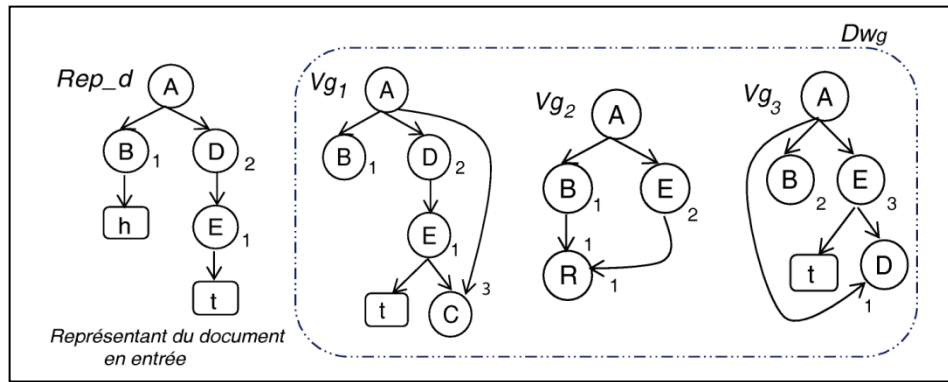 Dwg
Rep_d
A
B 1
D 2
h
E 1
t
Représentant du document
en entrée
Vg1
A
B 1
D 2
E 1
t
C 3
Vg2
A
B 1
E 2
1
R 1
Vg3
A
B 2
E 3
t
D
1